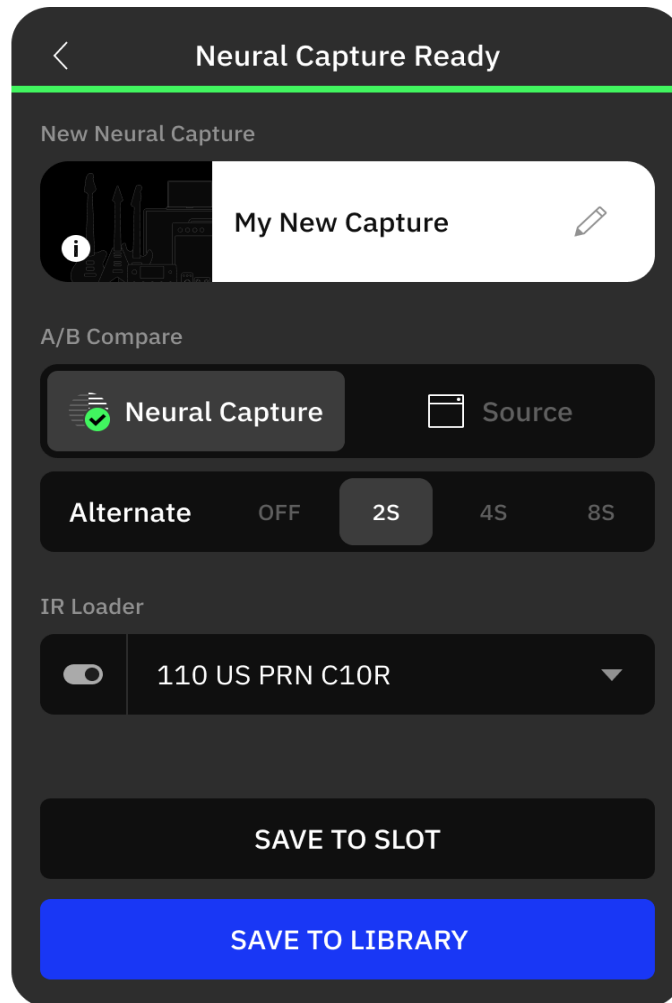 Neural Capture Ready
New Neural Capture
i
My New Capture
A/B Compare
Neural Capture
Source
Alternate OFF 2S 4S 8S
IR Loader
110 US PRN C10R
SAVE TO SLOT
SAVE TO LIBRARY